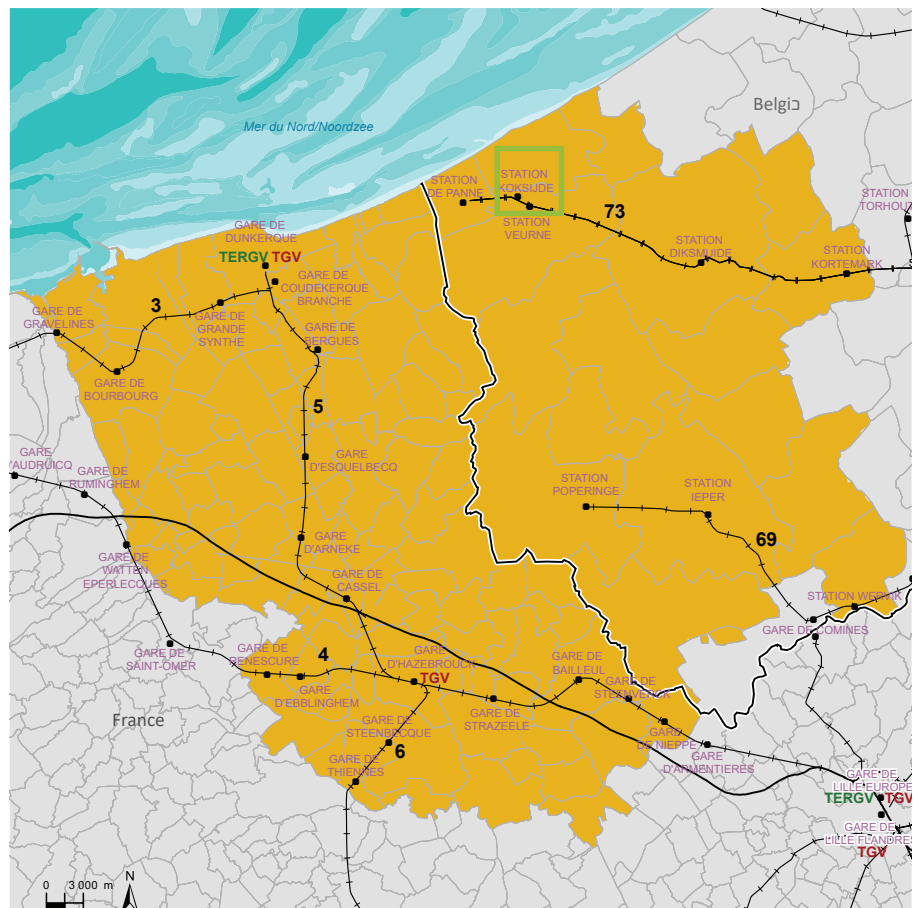 Belgiɔ
Mer du Nord/Noordzee
STATION
DE PANNE
STATION
KOKSIJDE
STATION
VEURNE
73
STATION
TORHOUT
STATION
DIKSMUIDE
STATION
KORTEMARK
GARE DE
DUNKERQUE
TERGV TGV
GARE DE
COUDEKERQUE
BRANCHE
3
GARE DE
GRAVELINES
GARE DE
GRANDE
SYNTHE
GARE DE
BERGUES
GARE DE
BOURBOURG
5
GARE
D'ESQUELBECQ
GARE
'AUDRUICQ
GARE DE
RUMINGHEM
STATION
POPERINGE
STATION
IEPER
69
GARE
D'ARNEKE
GARE DE
WATTEN
EPERLECQUES
GARE DE
CASSEL
STATION WERVIK
GARE DE COMINES
GARE DE
SAINT-OMER
GARE DE
RENESCURE
4
GARE
D'HAZEBROUCK
TGV
GARE DE
BAILLEUL
GARE DE
STEENVERCK
GARE
D'EBBLINGHEM
GARE DE
STRAZEELE
GARE DE
STEENBECQUE
GARE
DE NIEPPE
GARE
D'ARMENTIERES
France
GARE DE
THIENNES
6
GARE DE
LILLE EUROPE
TERGV TGV
GARE DE
LILLE FLANDRES
TGV
0 3 000 m
N